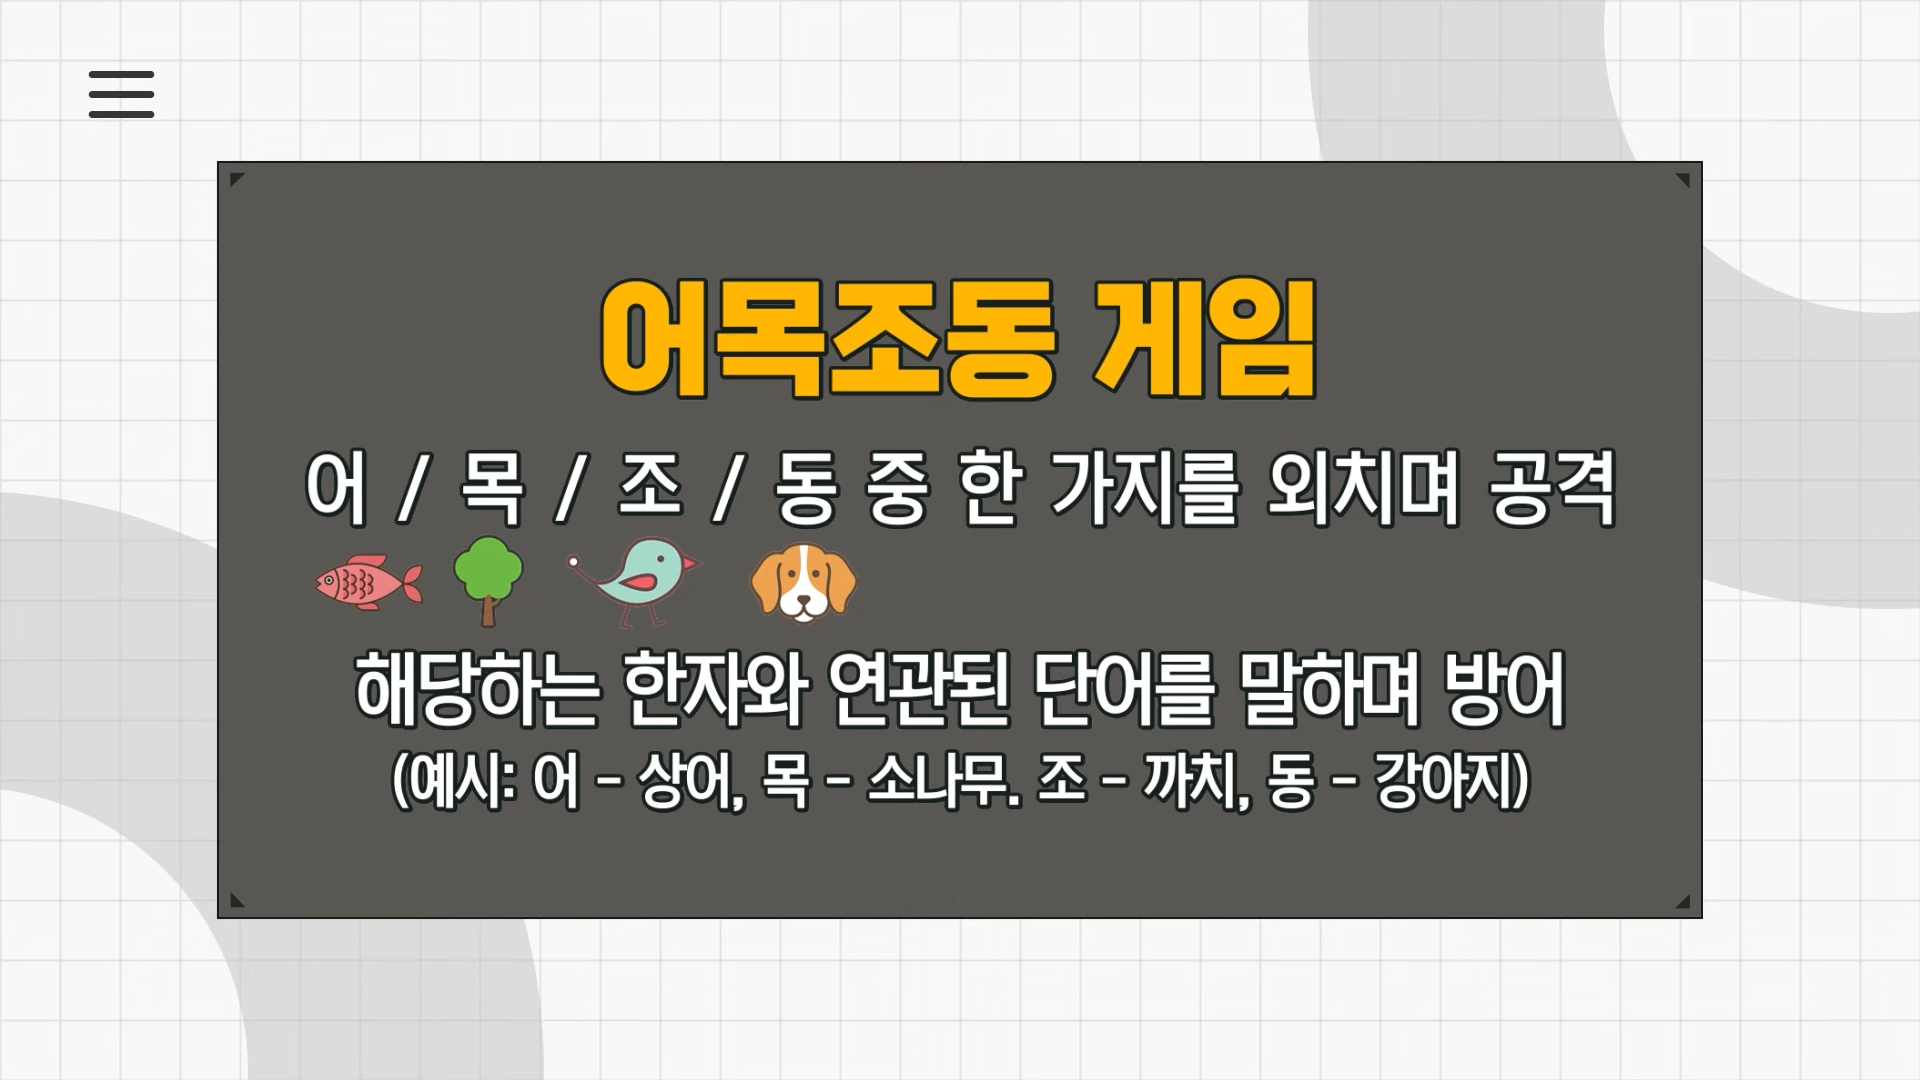 어목조동 게임
어 / 목 / 조 / 동 중 한 가지를 외치며 공격
해당하는 한자와 연관된 단어를 말하며 방어
(예시: 어 - 상어, 목 - 소나무. 조 - 까치, 동 - 강아지)